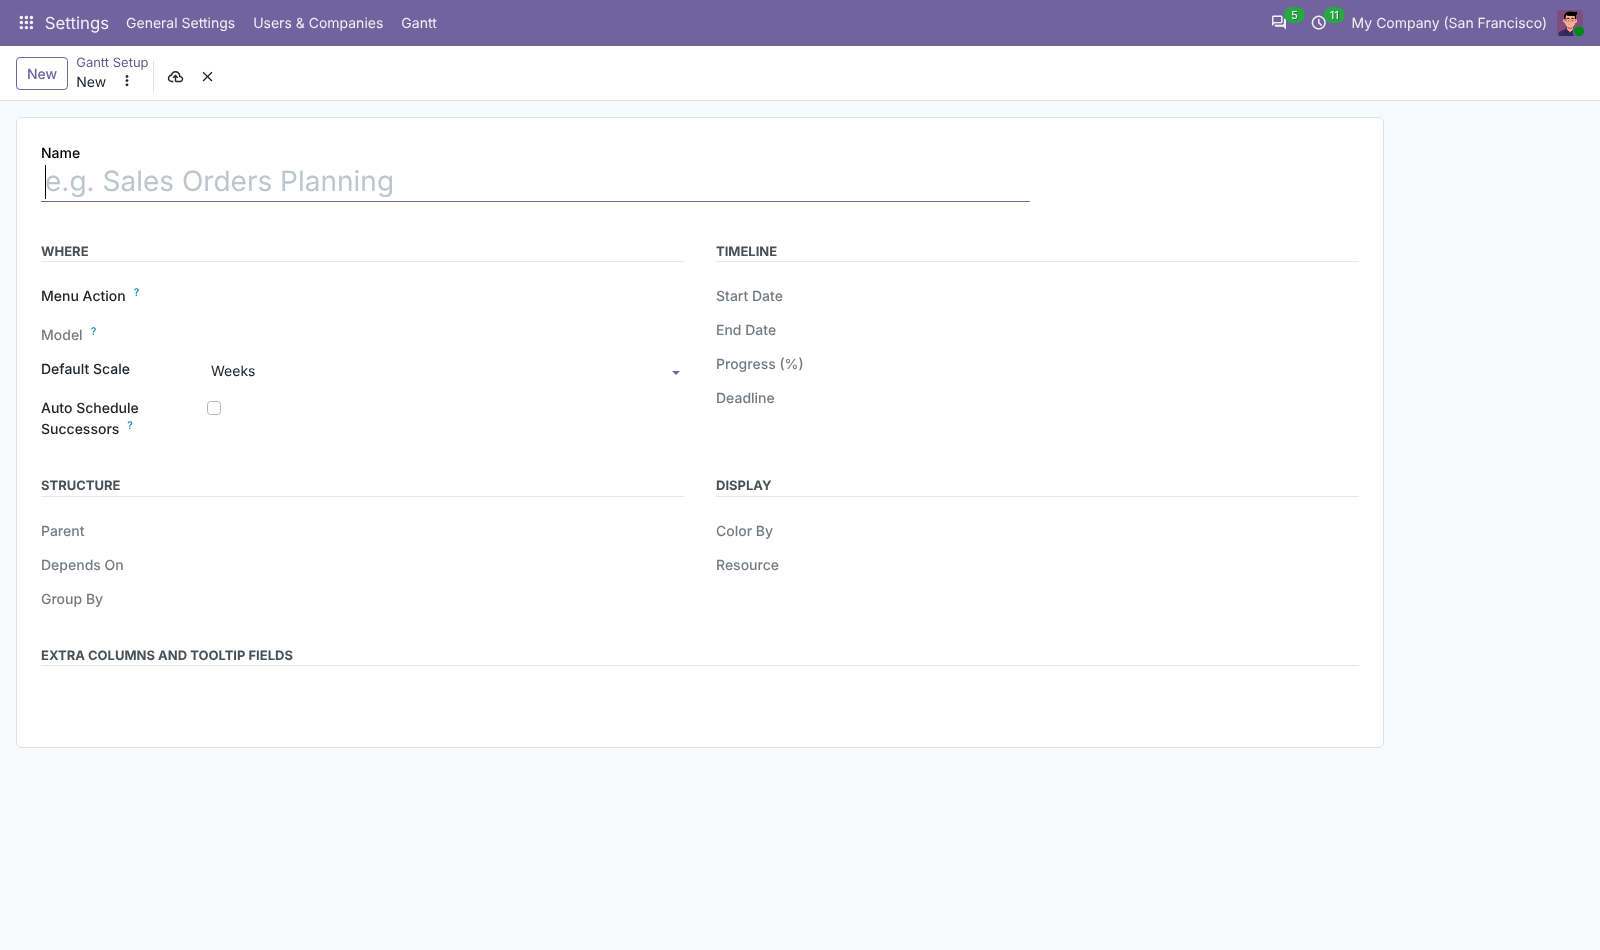 Settings General Settings Users & Companies Gantt 5 11 My Company (San Francisco)
New
Gantt Setup
New
Name
e.g. Sales Orders Planning
WHERE
Menu Action ?
Model ?
Default Scale Weeks
Auto Schedule
Successors ?
TIMELINE
Start Date
End Date
Progress (%)
Deadline
STRUCTURE
Parent
Depends On
Group By
DISPLAY
Color By
Resource
EXTRA COLUMNS AND TOOLTIP FIELDS